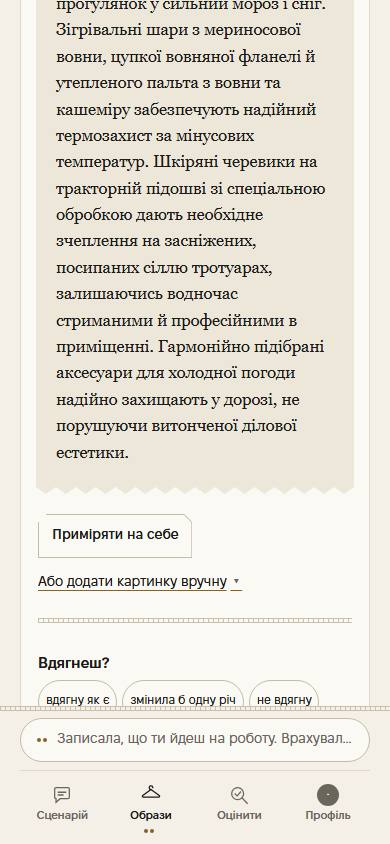 прогулянок у сильний мороз і сніг.
Зігрівальні шари з мериносової
вовни, цупкої вовняної фланелі й
утепленого пальта з вовни та
кашеміру забезпечують надійний
термозахист за мінусових
температур. Шкіряні черевики на
тракторній підошві зі спеціальною
обробкою дають необхідне
зчеплення на засніжених,
посипаних сіллю тротуарах,
залишаючись водночас
стриманими й професійними в
приміщенні. Гармонійно підібрані
аксесуари для холодної погоди
надійно захищають у дорозі, не
порушуючи витонченої ділової
естетики.
Приміряти на себе
Або додати картинку вручну
Вдягнеш?
вдягну як є змінила б одну річ не вдягну
Записала, що ти йдеш на роботу. Врахувал...
Сценарій Образи Оцінити Профіль